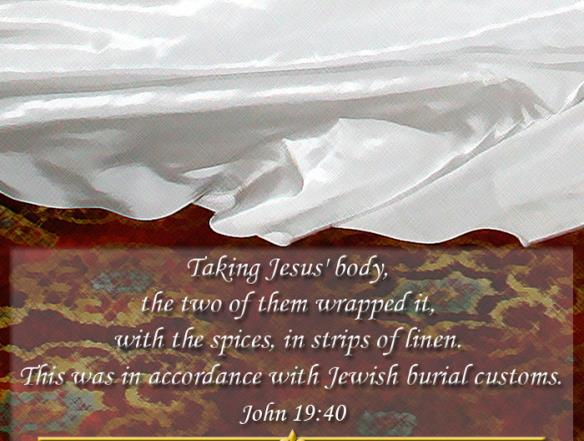 Taking Jesus' body,
the two of them wrapped it,
with the spices, in strips of linen.
This was in accordance with Jewish burial customs.
John 19:40